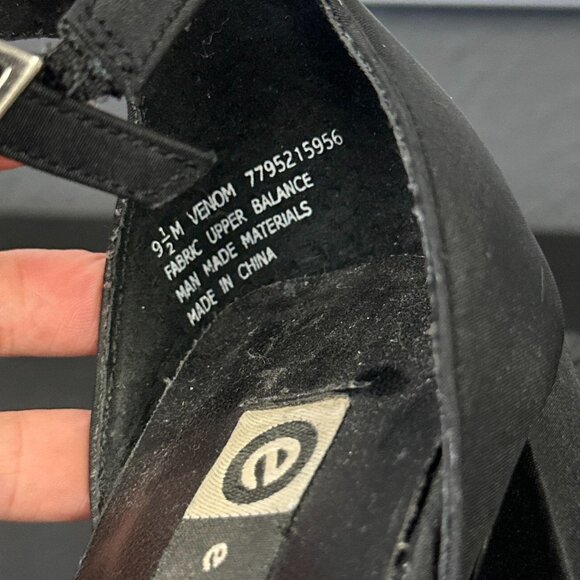 9½M VENOM 7795215956
FABRIC UPPER BALANCE
MAN MADE MATERIALS
MADE IN CHINA
e
e